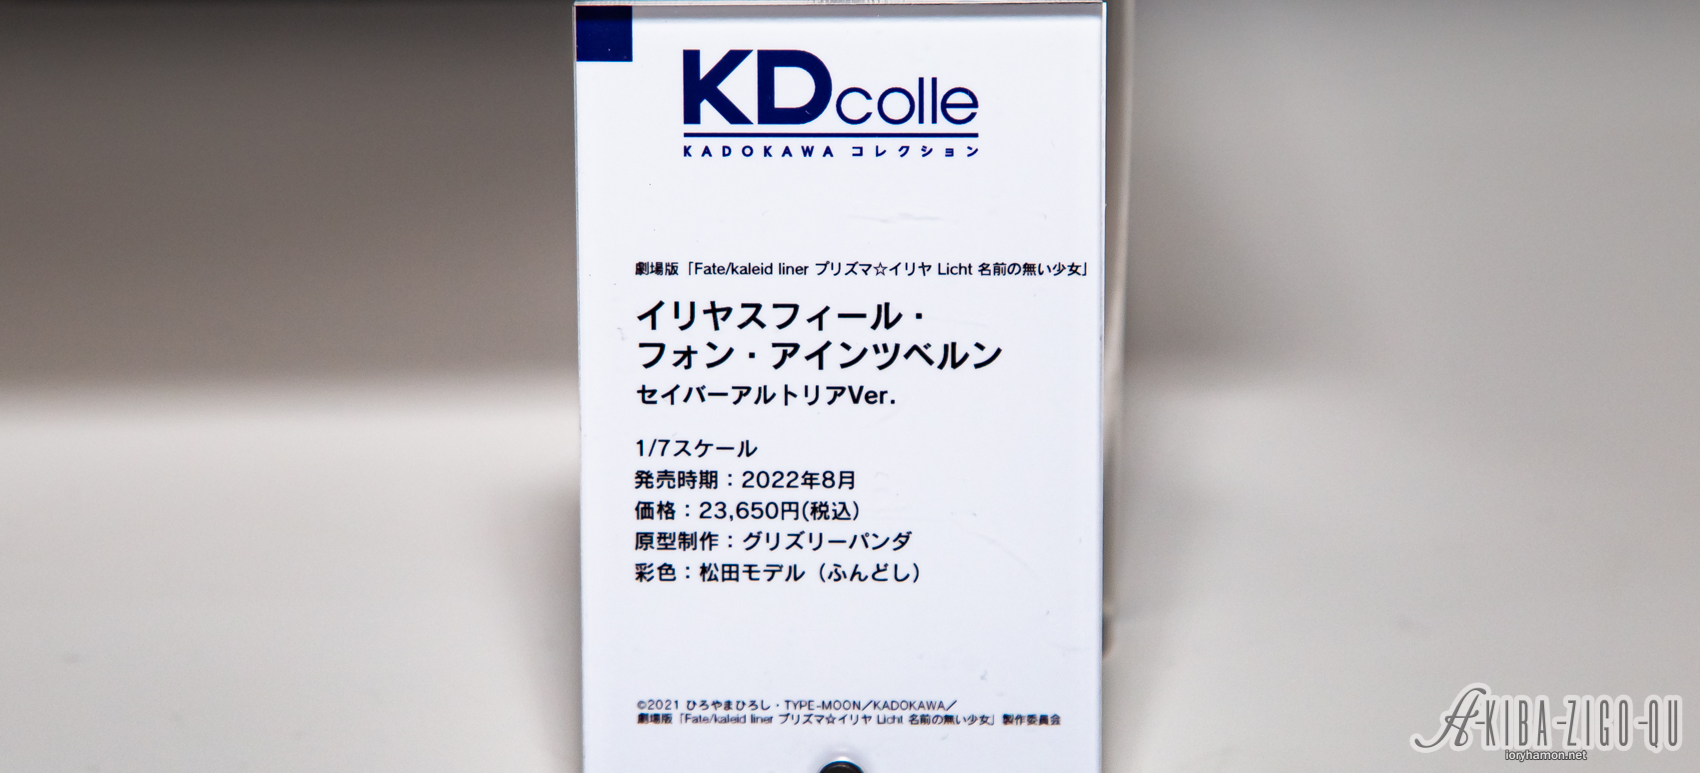 KDcolle
KADOKAWA コレクション
劇場版「Fate/kaleid liner プリズマ☆イリヤ Licht 名前の無い少女」
イリヤスフィール・
フォン・アインツベルン
セイバーアルトリアVer.
1/7スケール
発売時期：2022年8月
価格：23,650円(税込)
原型制作：グリズリーパンダ
彩色：松田モデル（ふんどし）
©2021 ひろやまひろし・TYPE-MOON／KADOKAWA／
劇場版「Fate/kaleid liner プリズマ☆イリヤ Licht 名前の無い少女」製作委員会
A-KIBA-ZIGO-QU
ioryhamon.net